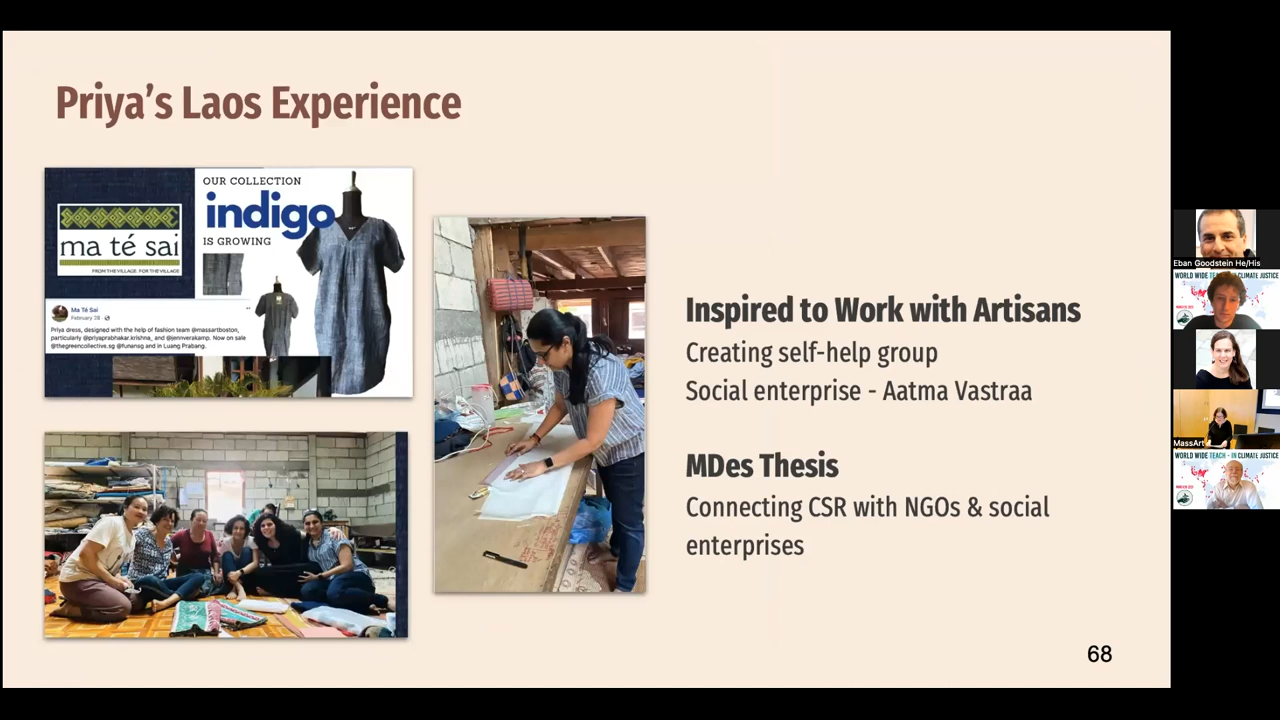 Priya's Laos Experience
OUR COLLECTION
indigo
IS GROWING
ma té sai
FROM THE VILLAGE. FOR THE VILLAGE
Ma Té Sai
February 28
Priya dress, designed with the help of fashion team @massartboston,
particularly @priyaprabhakar.krishna_ and @jennverakamp. Now on sale
@thegreencollective.sg @funansg and in Luang Prabang.
Inspired to Work with Artisans
Creating self-help group
Social enterprise - Aatma Vastraa
MDes Thesis
Connecting CSR with NGOs & social
enterprises
68
Eban Goodstein He/His
WORLD WIDE TEACH-IN CLIMATE JUSTICE
MassArt
WORLD WIDE TEACH - IN CLIMATE JUSTICE